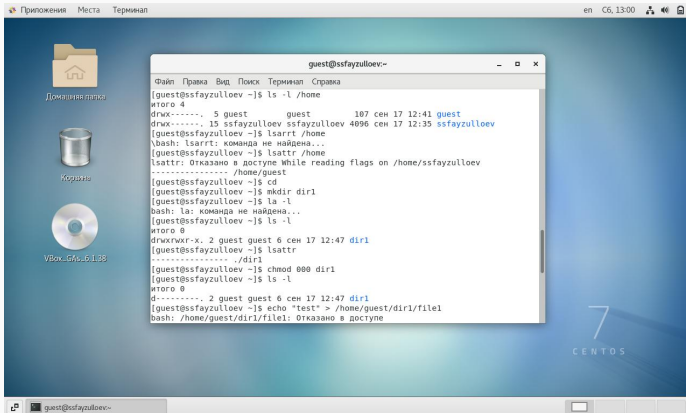 Приложения Места Терминал en Сб, 13:00
guest@ssfayzulloev:~
Файл Правка Вид Поиск Терминал Справка
[guest@ssfayzulloev ~]$ ls -l /home
итого 4
drwx------. 5 guest guest 107 сен 17 12:41 guest
drwx------. 15 ssfayzulloev ssfayzulloev 4096 сен 17 12:35 ssfayzulloev
[guest@ssfayzulloev ~]$ lsarrt /home
\bash: lsarrt: команда не найдена...
[guest@ssfayzulloev ~]$ lsattr /home
lsattr: Отказано в доступе While reading flags on /home/ssfayzulloev
---------------- /home/guest
[guest@ssfayzulloev ~]$ cd
[guest@ssfayzulloev ~]$ mkdir dir1
[guest@ssfayzulloev ~]$ la -l
bash: la: команда не найдена...
[guest@ssfayzulloev ~]$ ls -l
итого 0
drwxrwxr-x. 2 guest guest 6 сен 17 12:47 dir1
[guest@ssfayzulloev ~]$ lsattr
---------------- ./dir1
[guest@ssfayzulloev ~]$ chmod 000 dir1
[guest@ssfayzulloev ~]$ ls -l
итого 0
d---------. 2 guest guest 6 сен 17 12:47 dir1
[guest@ssfayzulloev ~]$ echo "test" > /home/guest/dir1/file1
bash: /home/guest/dir1/file1: Отказано в доступе
Домашняя папка
Корзина
VBox_GAs_6.1.38
7
CENTOS
guest@ssfayzulloev:~